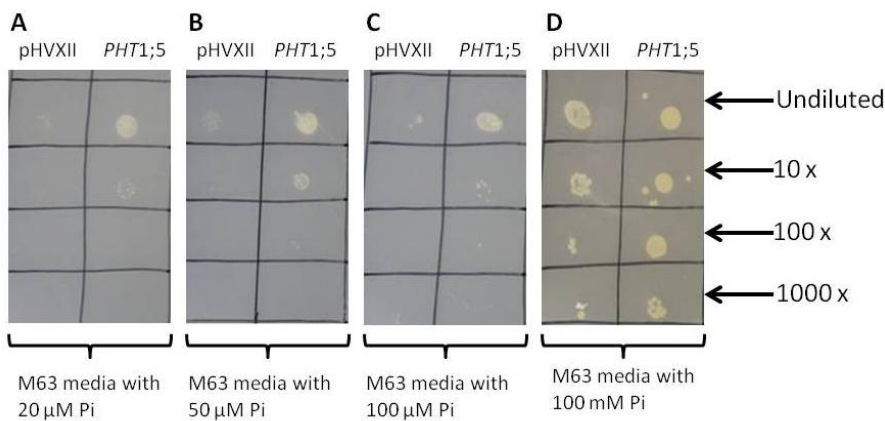 A B C D
pHVXII PHT1;5 pHVXII PHT1;5 pHVXII PHT1;5 pHVXII PHT1;5
Undiluted
10 x
100 x
1000 x
M63 media with
20 µM Pi
M63 media with
50 µM Pi
M63 media with
100 µM Pi
M63 media with
100 mM Pi